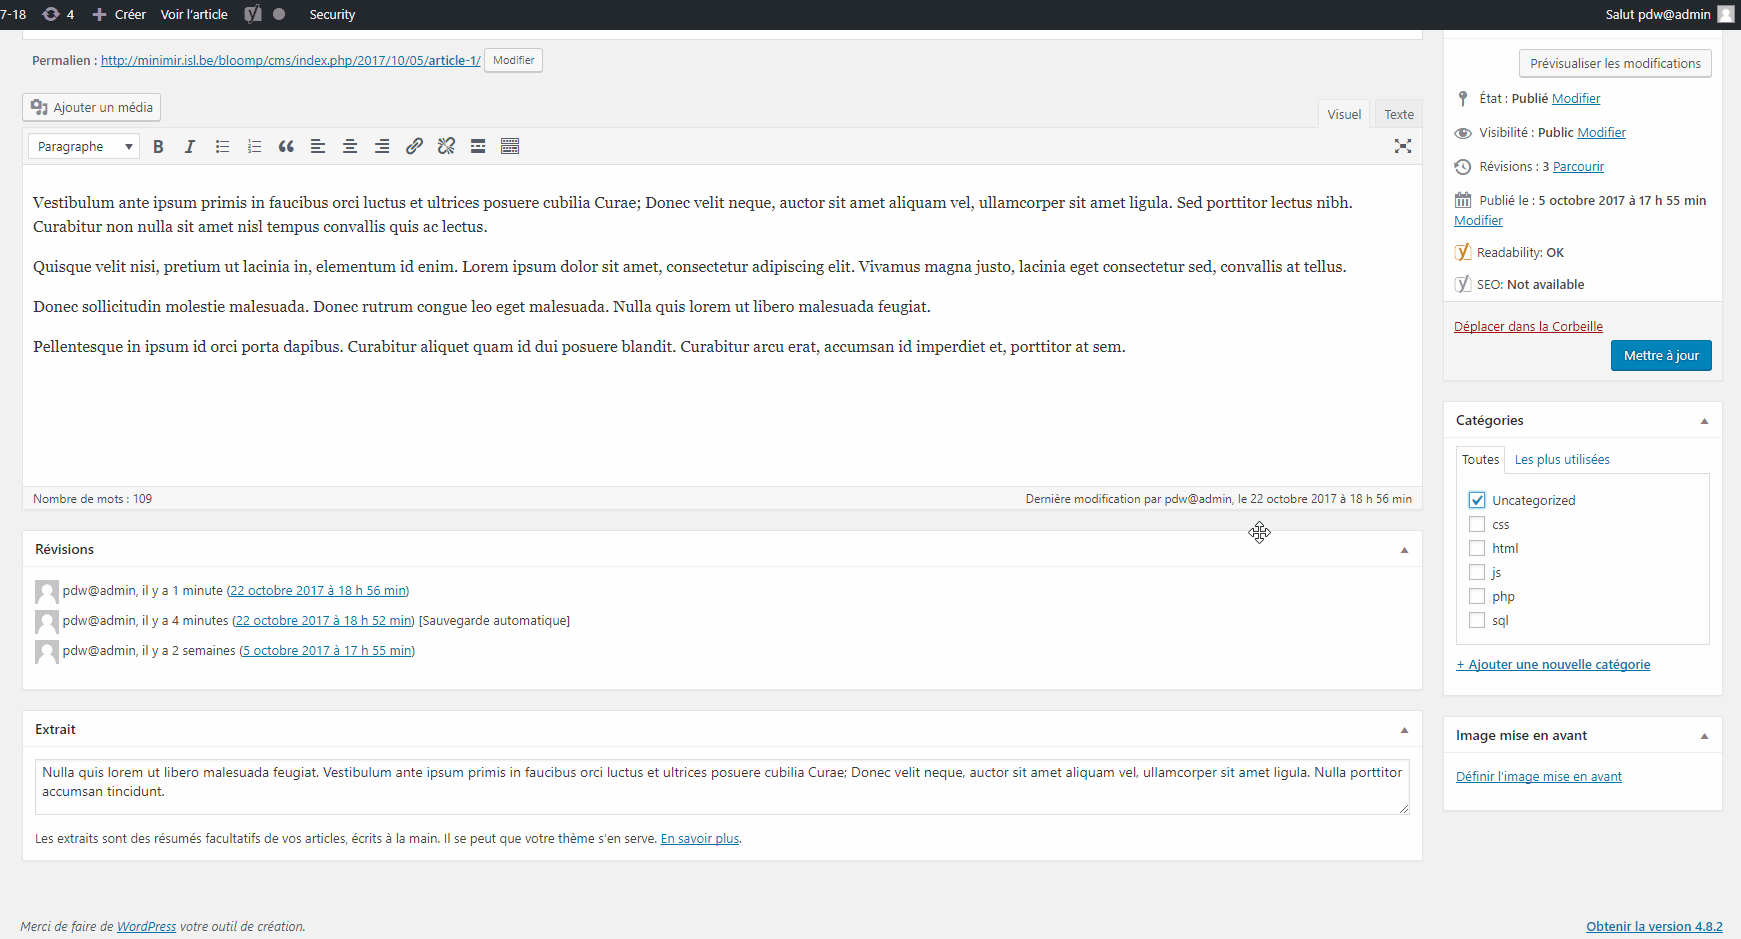 7-18 4 Créer Voir l'article Security Salut pdw@admin
Permalien : http://minimir.isl.be/bloomp/cms/index.php/2017/10/05/article-1/ Modifier
Ajouter un média
Visuel Texte
Paragraphe B I
Vestibulum ante ipsum primis in faucibus orci luctus et ultrices posuere cubilia Curae; Donec velit neque, auctor sit amet aliquam vel, ullamcorper sit amet ligula. Sed porttitor lectus nibh.
Curabitur non nulla sit amet nisl tempus convallis quis ac lectus.
Quisque velit nisi, pretium ut lacinia in, elementum id enim. Lorem ipsum dolor sit amet, consectetur adipiscing elit. Vivamus magna justo, lacinia eget consectetur sed, convallis at tellus.
Donec sollicitudin molestie malesuada. Donec rutrum congue leo eget malesuada. Nulla quis lorem ut libero malesuada feugiat.
Pellentesque in ipsum id orci porta dapibus. Curabitur aliquet quam id dui posuere blandit. Curabitur arcu erat, accumsan id imperdiet et, porttitor at sem.
Nombre de mots : 109 Dernière modification par pdw@admin, le 22 octobre 2017 à 18 h 56 min
Révisions
pdw@admin, il y a 1 minute (22 octobre 2017 à 18 h 56 min)
pdw@admin, il y a 4 minutes (22 octobre 2017 à 18 h 52 min) [Sauvegarde automatique]
pdw@admin, il y a 2 semaines (5 octobre 2017 à 17 h 55 min)
Extrait
Nulla quis lorem ut libero malesuada feugiat. Vestibulum ante ipsum primis in faucibus orci luctus et ultrices posuere cubilia Curae; Donec velit neque, auctor sit amet aliquam vel, ullamcorper sit amet ligula. Nulla porttitor
accumsan tincidunt.
Les extraits sont des résumés facultatifs de vos articles, écrits à la main. Il se peut que votre thème s'en serve. En savoir plus.
Prévisualiser les modifications
État : Publié Modifier
Visibilité : Public Modifier
Révisions : 3 Parcourir
Publié le : 5 octobre 2017 à 17 h 55 min
Modifier
Readability: OK
SEO: Not available
Déplacer dans la Corbeille
Mettre à jour
Catégories
Toutes Les plus utilisées
Uncategorized
css
html
js
php
sql
+ Ajouter une nouvelle catégorie
Image mise en avant
Définir l'image mise en avant
Merci de faire de WordPress votre outil de création.
Obtenir la version 4.8.2